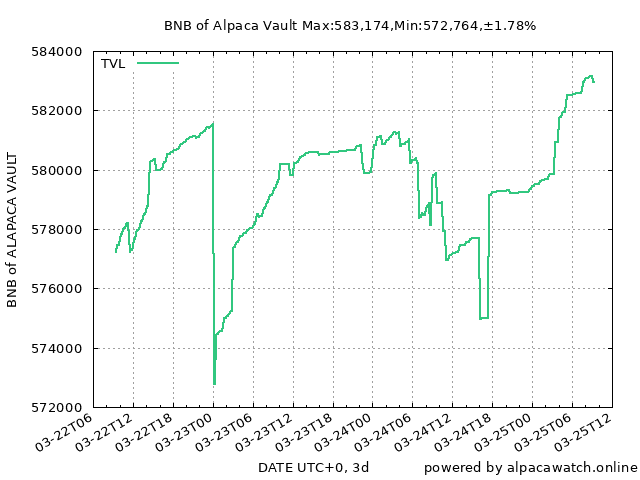 BNB of Alpaca Vault Max:583,174,Min:572,764,±1.78%
TVL
584000
582000
580000
578000
576000
574000
572000
BNB of ALAPACA VAULT
03-22T06
03-22T12
03-22T18
03-23T00
03-23T06
03-23T12
03-23T18
03-24T00
03-24T06
03-24T12
03-24T18
03-25T00
03-25T06
03-25T12
DATE UTC+0, 3d
powered by alpacawatch.online